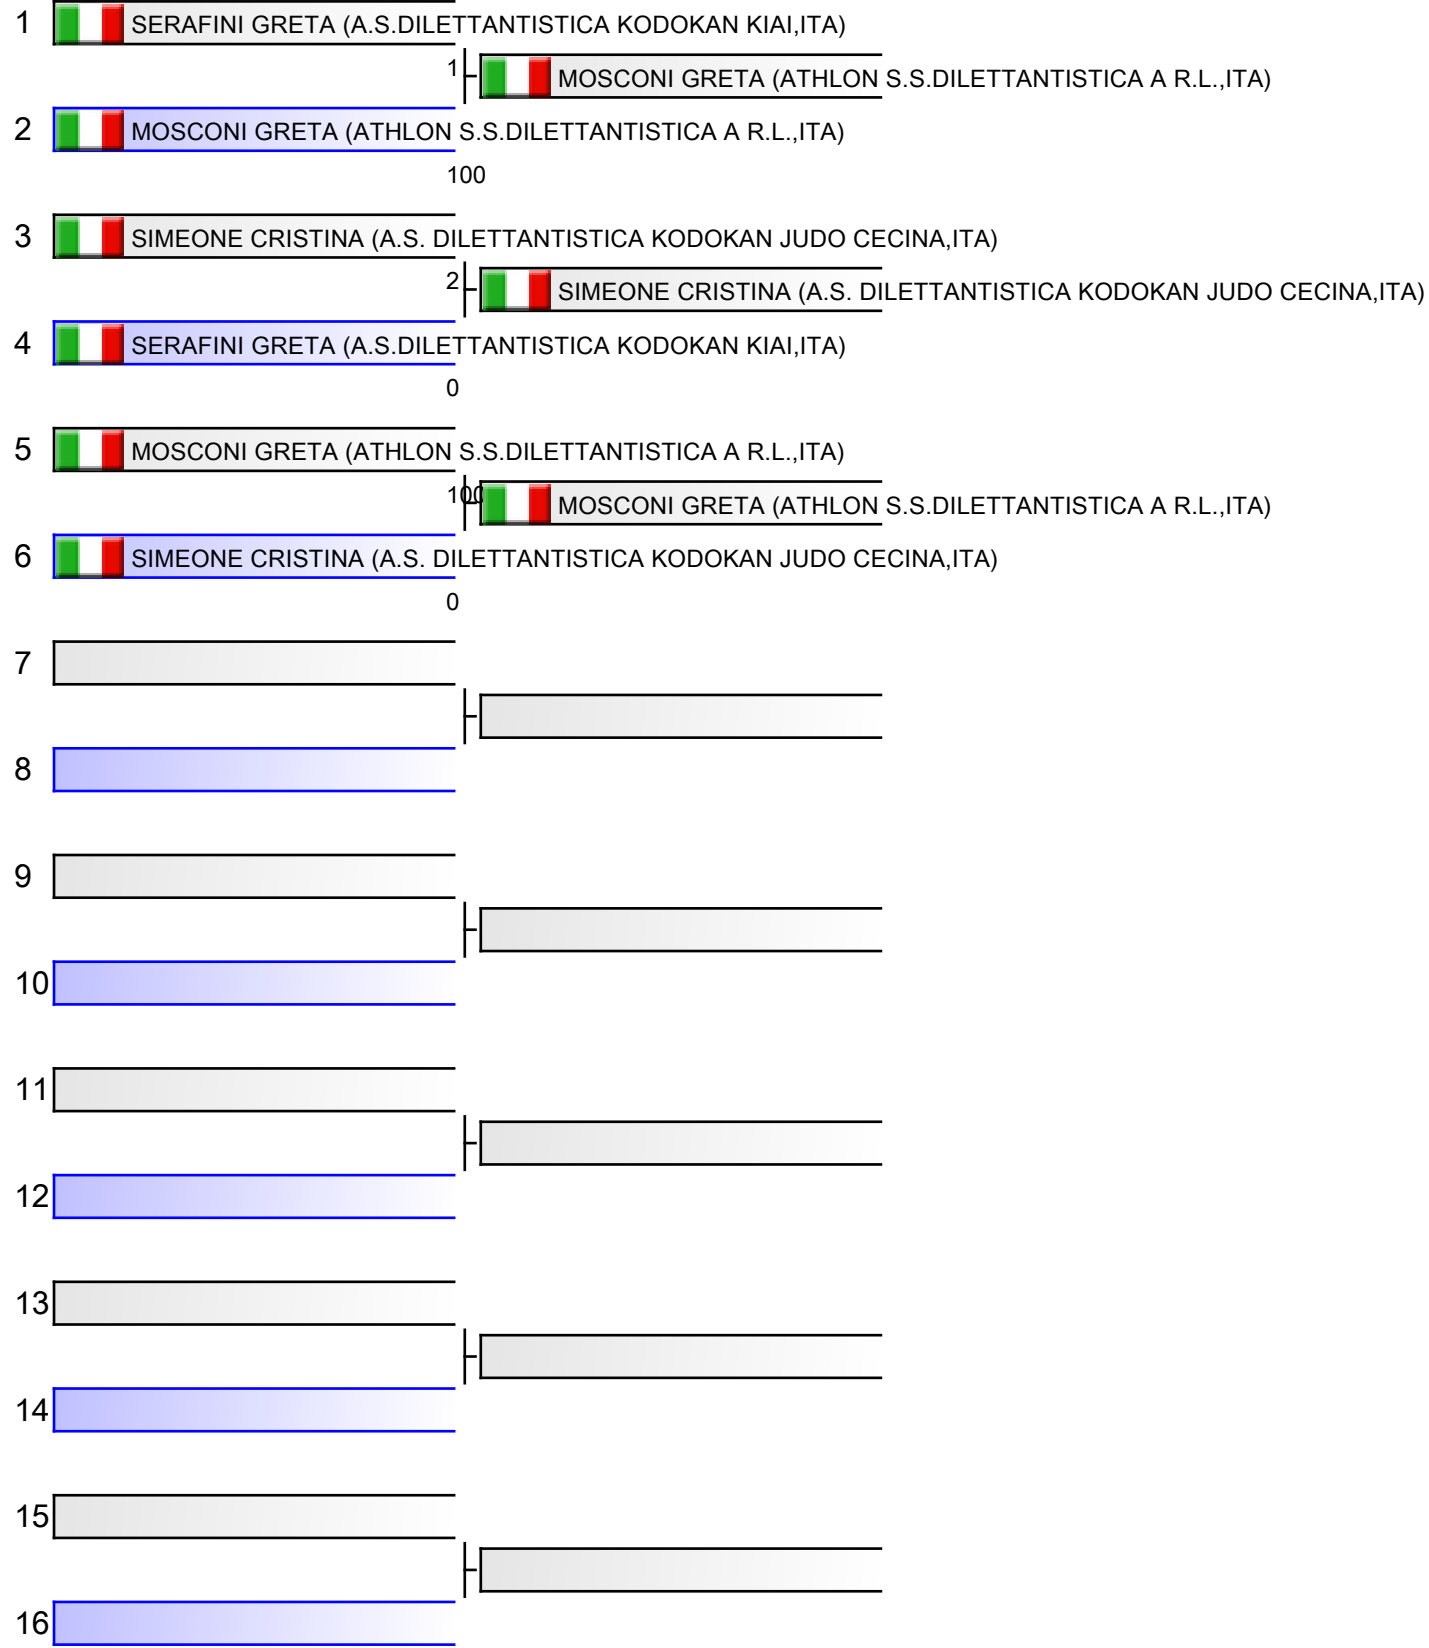 1 SERAFINI GRETA (A.S.DILETTANTISTICA KODOKAN KIAI,ITA)
1 MOSCONI GRETA (ATHLON S.S.DILETTANTISTICA A R.L.,ITA)
2 MOSCONI GRETA (ATHLON S.S.DILETTANTISTICA A R.L.,ITA)
100
3 SIMEONE CRISTINA (A.S. DILETTANTISTICA KODOKAN JUDO CECINA,ITA)
2 SIMEONE CRISTINA (A.S. DILETTANTISTICA KODOKAN JUDO CECINA,ITA)
4 SERAFINI GRETA (A.S.DILETTANTISTICA KODOKAN KIAI,ITA)
0
5 MOSCONI GRETA (ATHLON S.S.DILETTANTISTICA A R.L.,ITA)
100 MOSCONI GRETA (ATHLON S.S.DILETTANTISTICA A R.L.,ITA)
6 SIMEONE CRISTINA (A.S. DILETTANTISTICA KODOKAN JUDO CECINA,ITA)
0
7
8
9
10
11
12
13
14
15
16